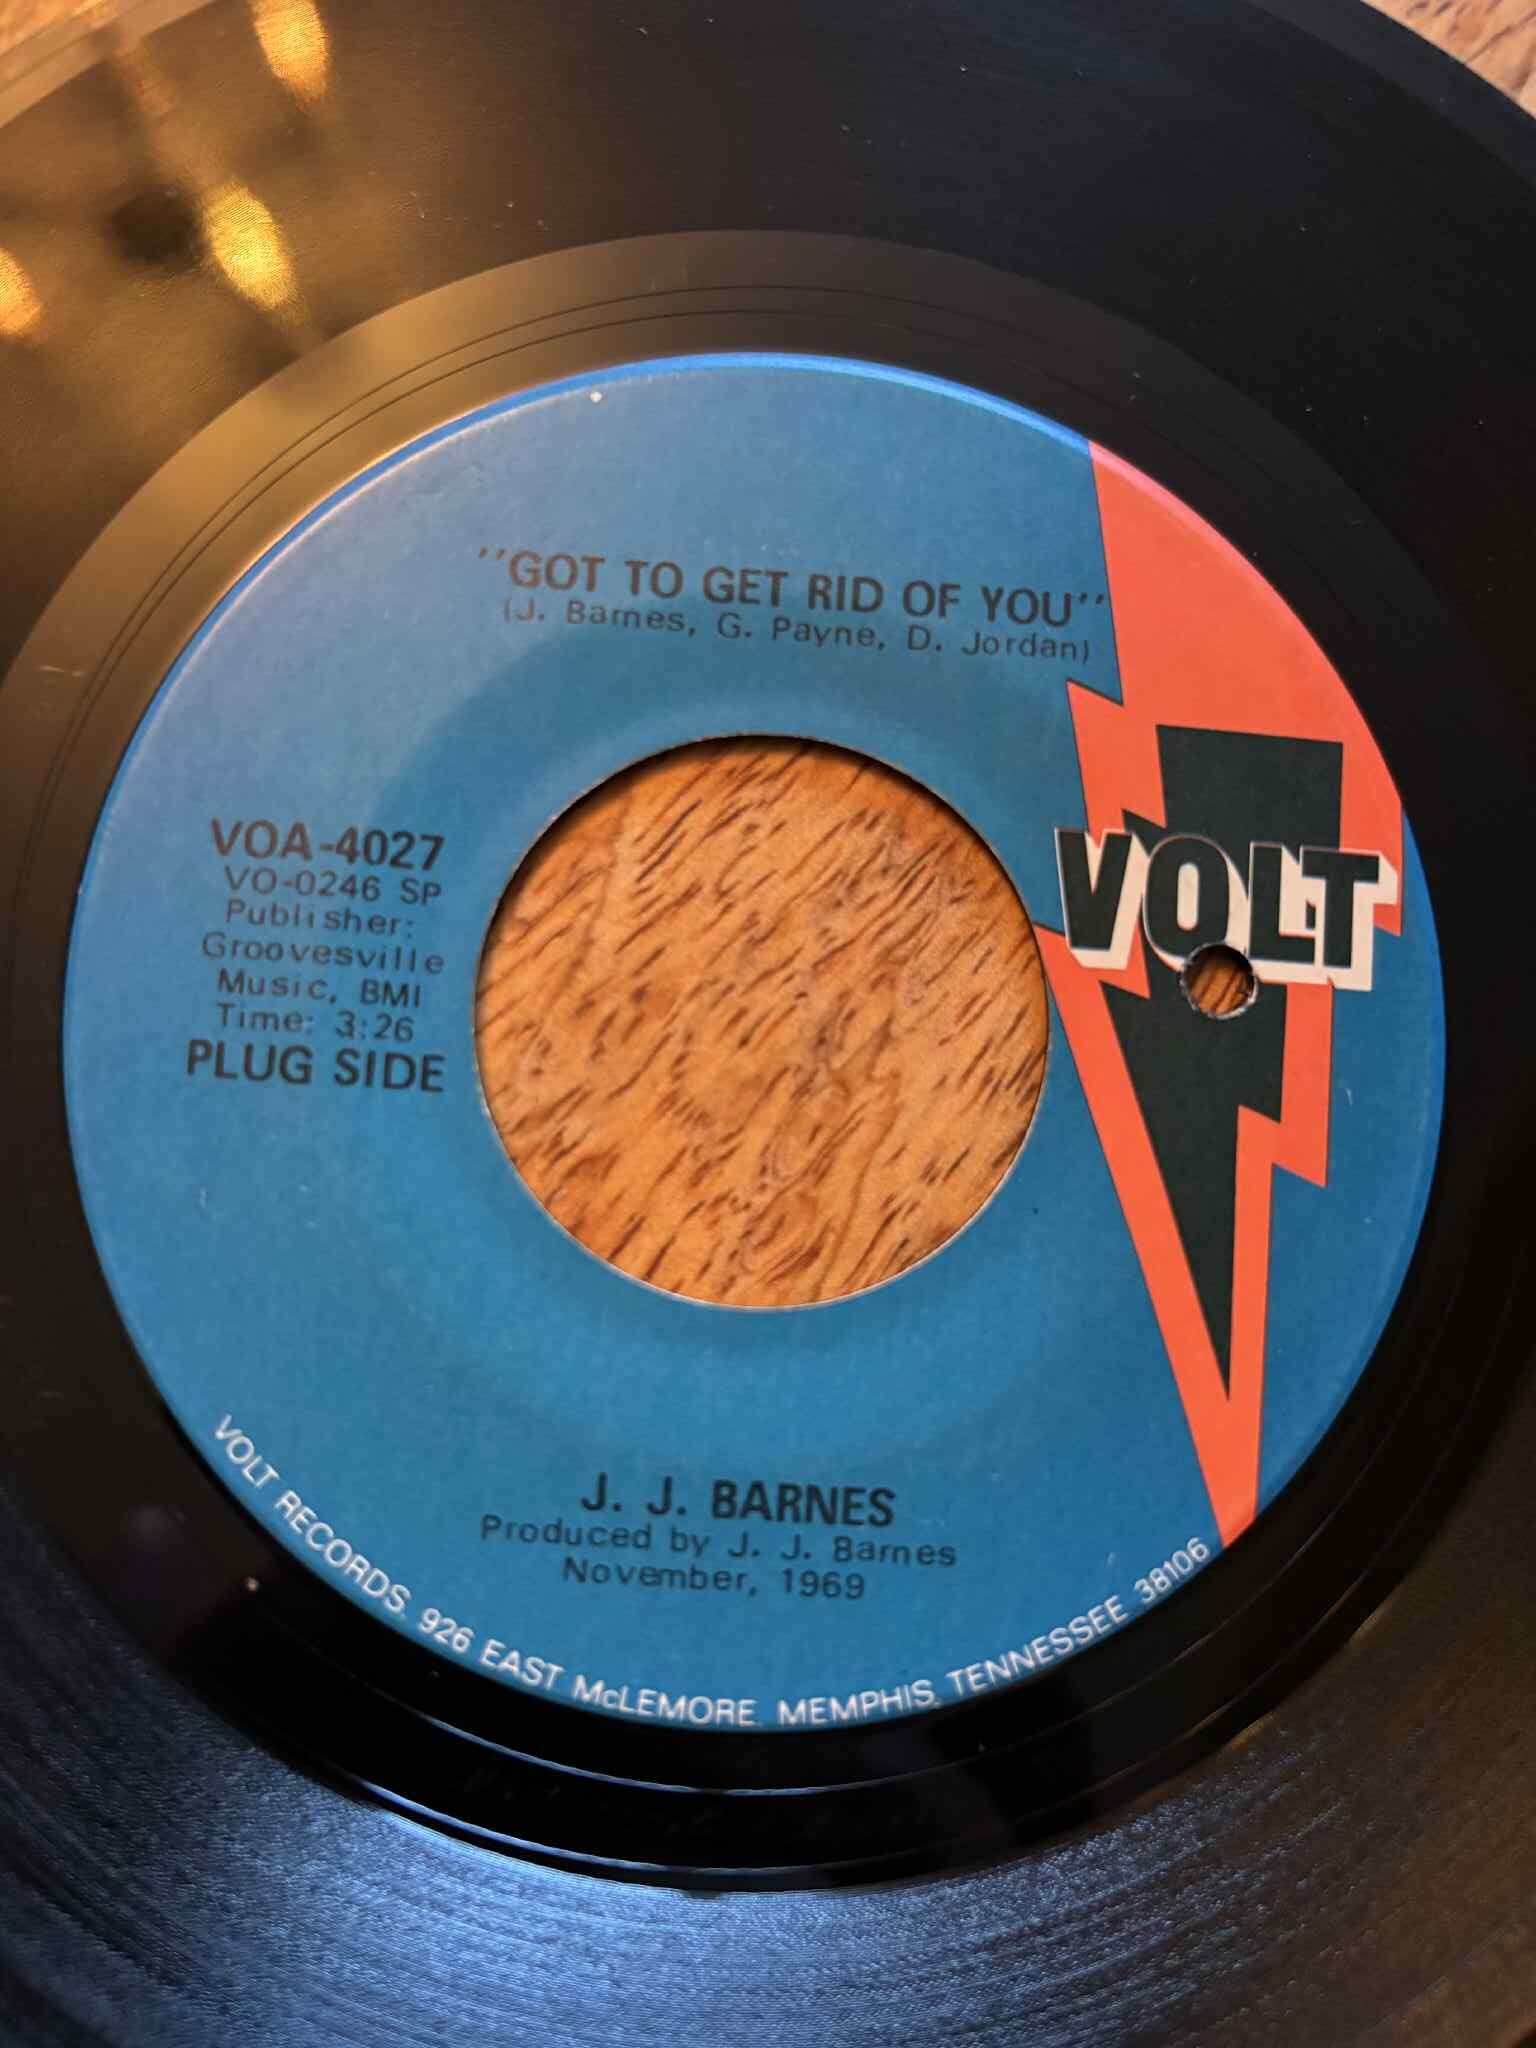 "GOT TO GET RID OF YOU"
(J. Barnes, G. Payne, D. Jordan)
VOA-4027
VO-0246 SP
Publisher:
Groovesville
Music, BMI
Time: 3:26
PLUG SIDE
VOLT
J. J. BARNES
Produced by J. J. Barnes
November, 1969
VOLT RECORDS, 926 EAST McLEMORE, MEMPHIS, TENNESSEE 38106